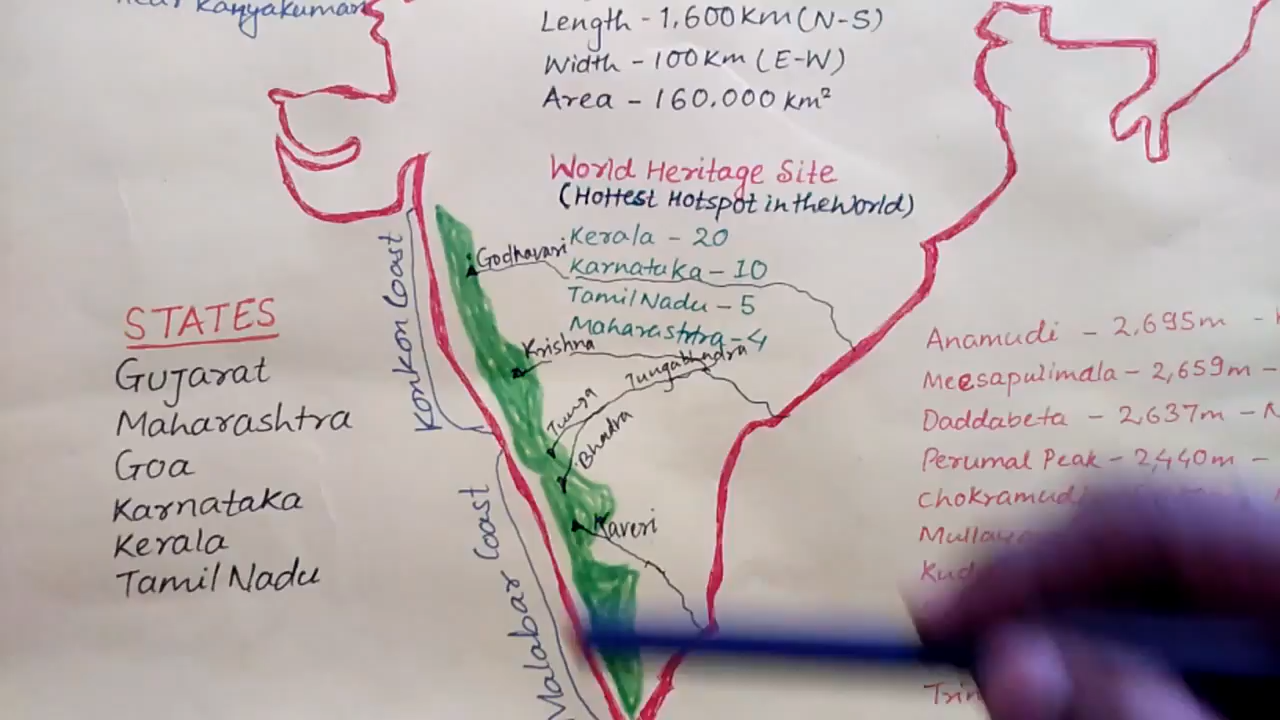 near Kanyakumari
Length - 1,600 Km (N-S)
Width - 100 Km (E-W)
Area - 160.000 Km²
World Heritage Site
(Hottest Hotspot in the World)
Kerala - 20
Karnataka - 10
Tamil Nadu - 5
Maharashtra - 4
Godhavari
Krishna
Tungabhadra
Tunga
Bhadra
Kaveri
Konkon Coast
Malabar Coast
STATES
Gujarat
Maharashtra
Goa
Karnataka
Kerala
Tamil Nadu
Anamudi - 2,695m -
Meesapulimala - 2,659m -
Daddabeta - 2,637m -
Perumal Peak - 2,440m -